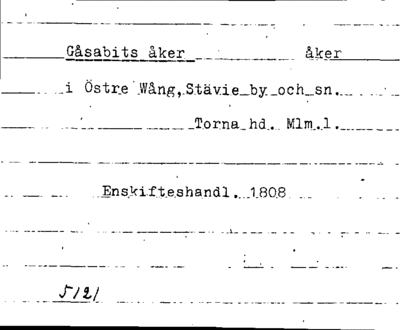 Gåsabits åker åker
i Östre Wång, Stävie by och sn.
Torna hd. Mlm.l.
Enskifteshandl. 1808
5121